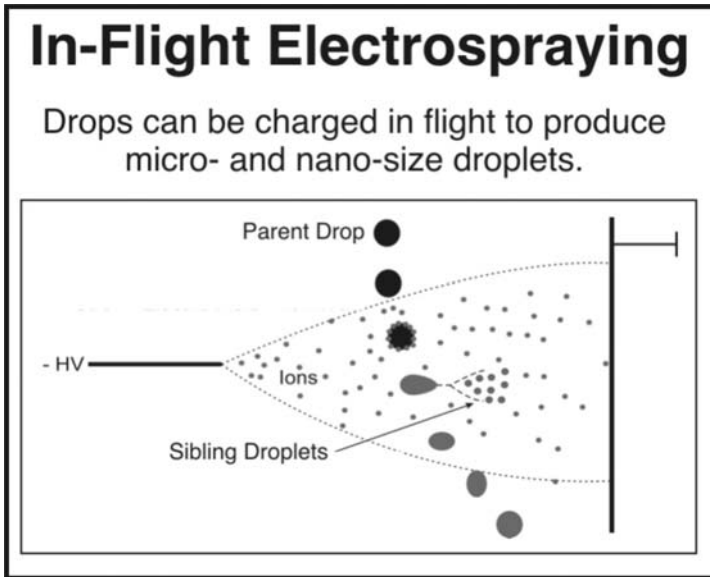 In-Flight Electrospraying
Drops can be charged in flight to produce
micro- and nano-size droplets.
Parent Drop
- HV
Ions
Sibling Droplets